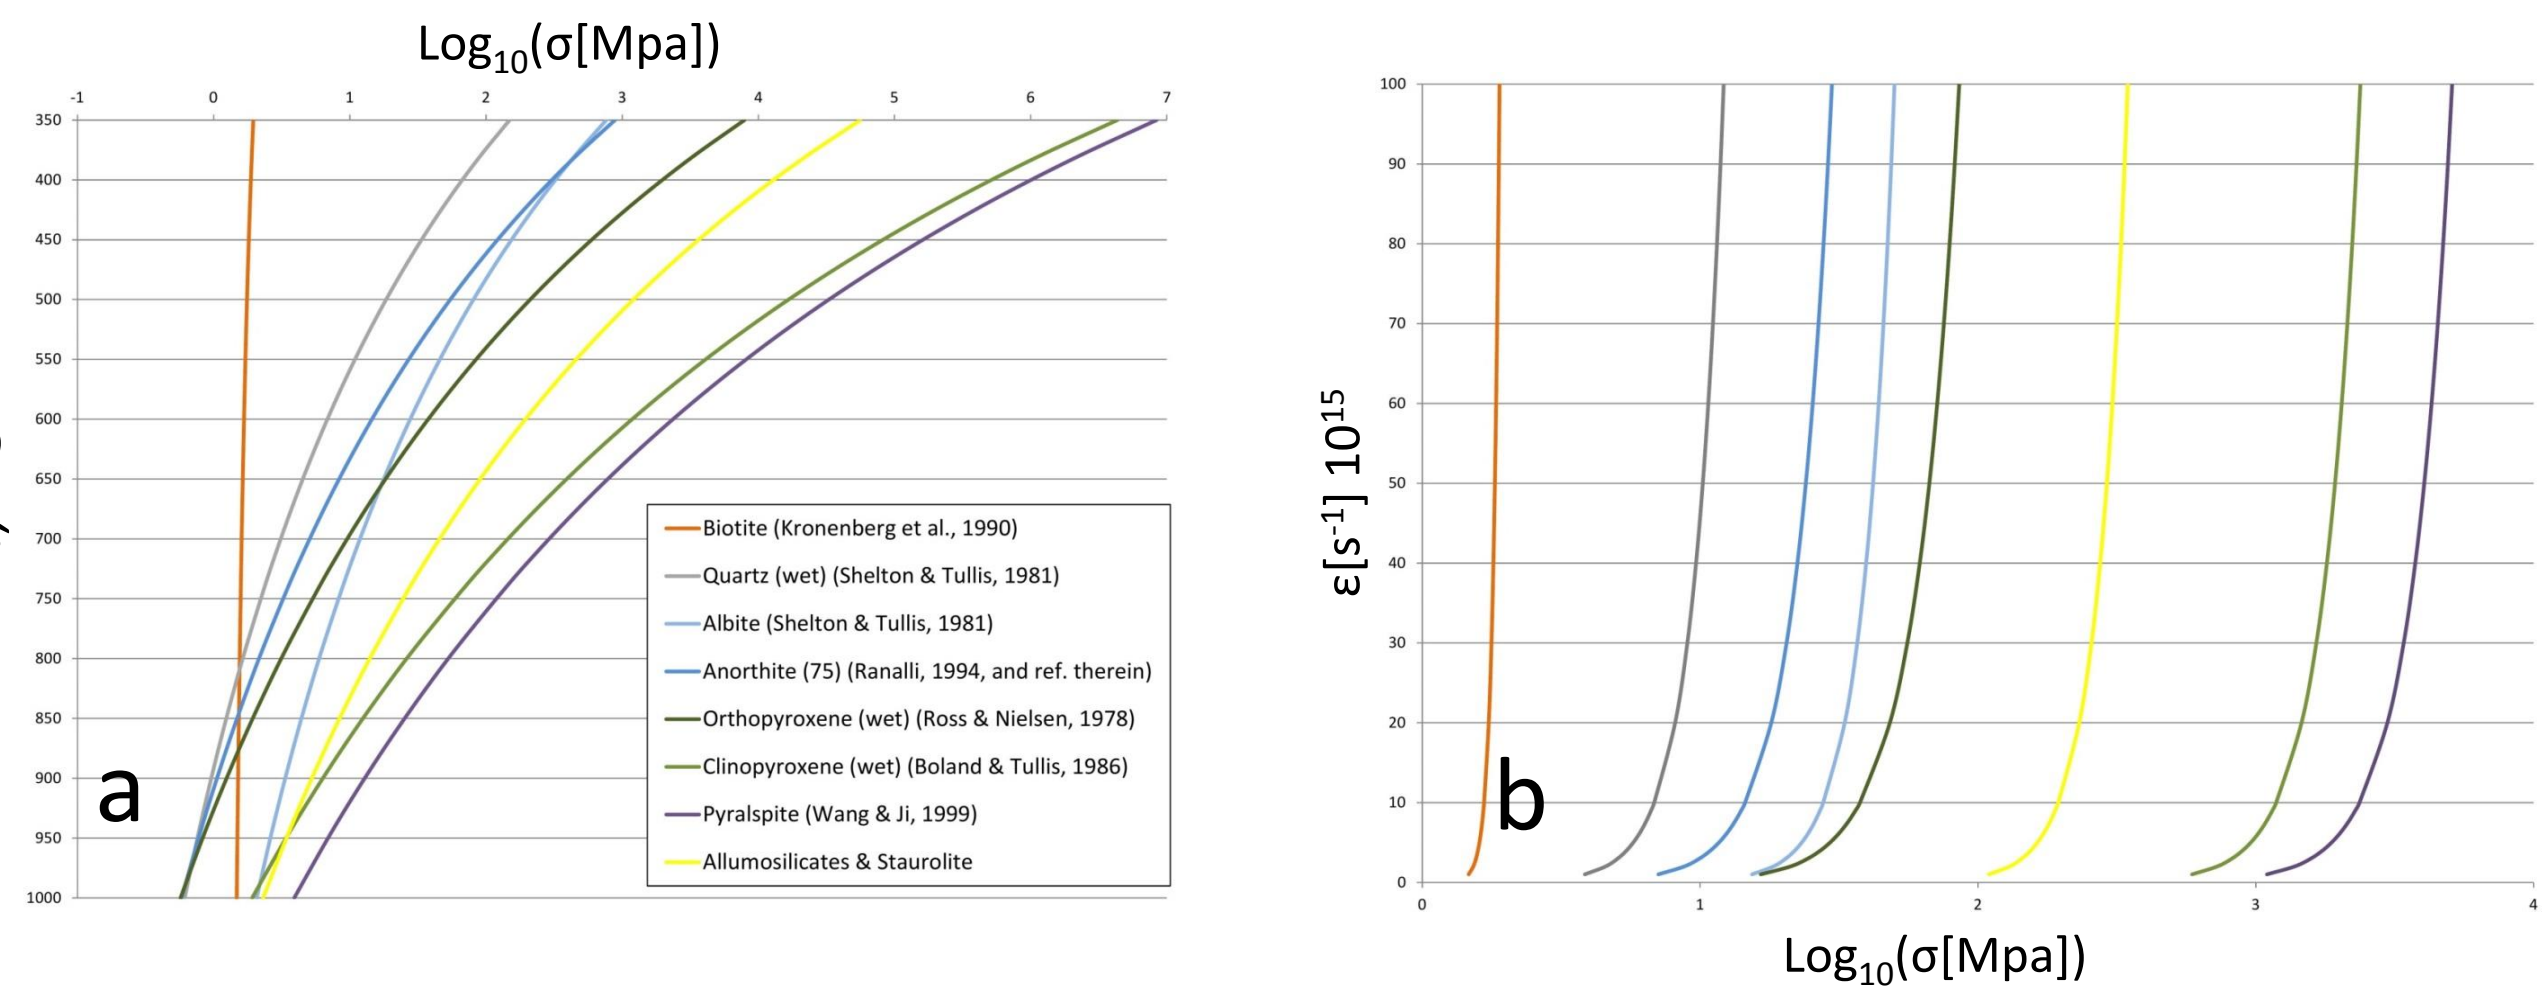 Log₁₀(σ[Mpa])
-1 0 1 2 3 4 5 6 7
350
400
450
500
550
600
650
700
750
800
850
900
950
1000
Biotite (Kronenberg et al., 1990)
Quartz (wet) (Shelton & Tullis, 1981)
Albite (Shelton & Tullis, 1981)
Anorthite (75) (Ranalli, 1994, and ref. therein)
Orthopyroxene (wet) (Ross & Nielsen, 1978)
Clinopyroxene (wet) (Boland & Tullis, 1986)
Pyralspite (Wang & Ji, 1999)
Allumosilicates & Staurolite
a
ε[s⁻¹] 10¹⁵
100
90
80
70
60
50
40
30
20
10
0
0 1 2 3 4
b
Log₁₀(σ[Mpa])